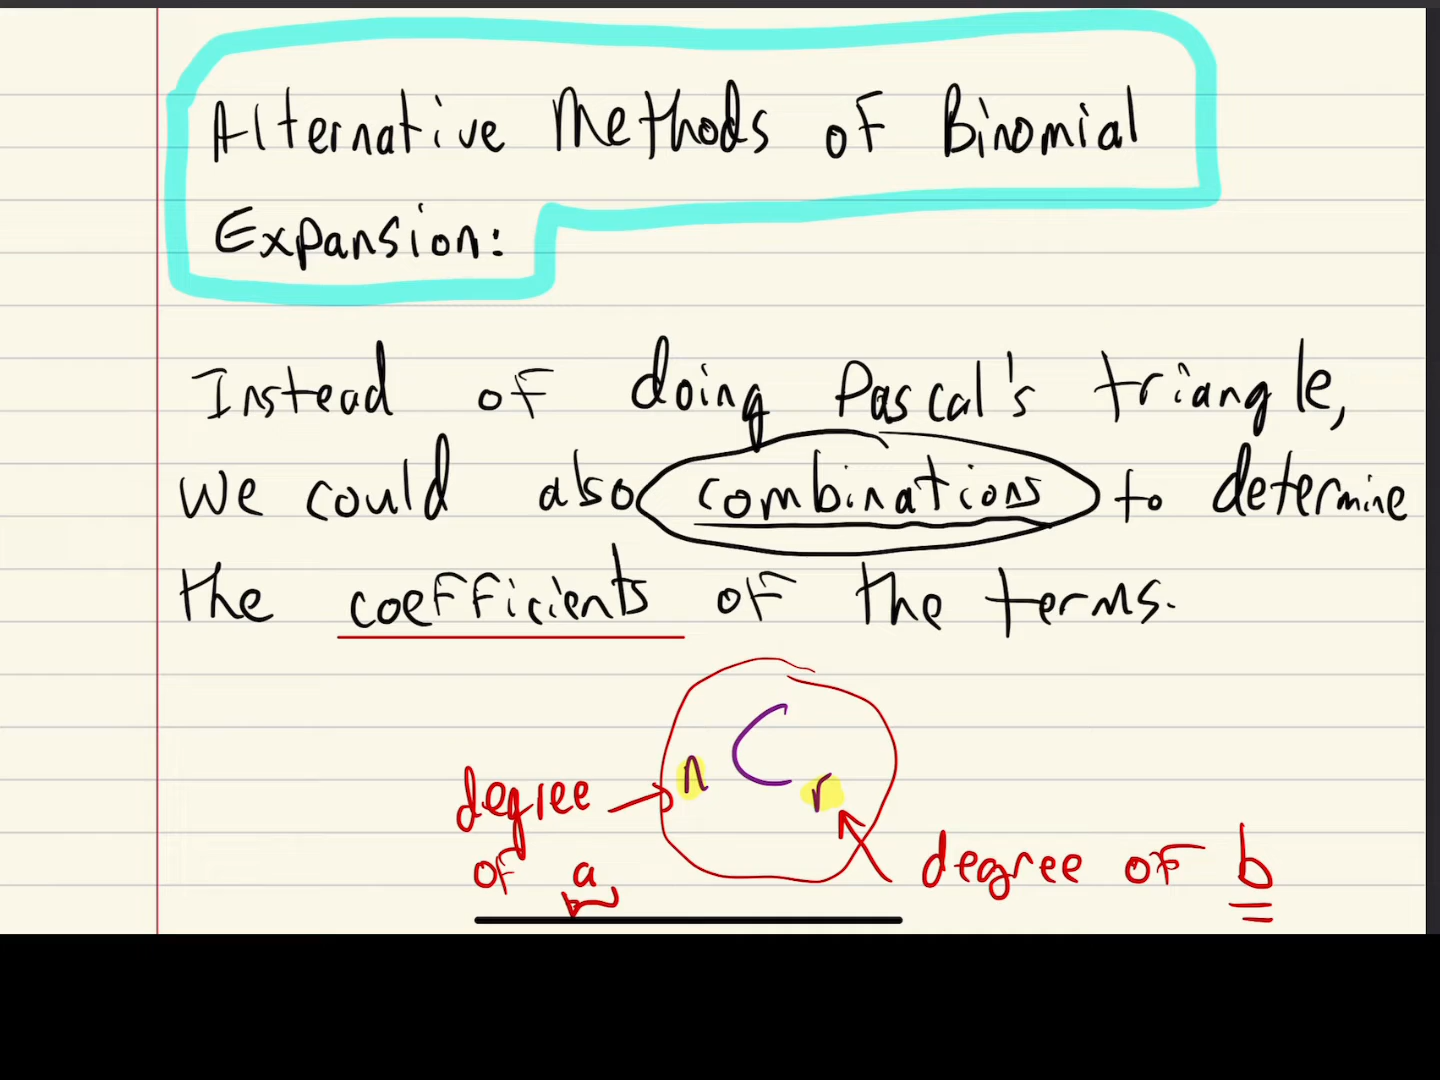 Alternative Methods of Binomial
Expansion:
Instead of doing Pascal's triangle,
we could also combinations to determine
the coefficients of the terms.
n C r
degree
of a
degree of b